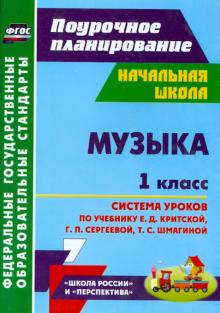 ФГОС
Поурочное
планирование
НАЧАЛЬНАЯ
ШКОЛА
МУЗЫКА
1 класс
СИСТЕМА УРОКОВ
ПО УЧЕБНИКУ Е. Д. КРИТСКОЙ,
Г. П. СЕРГЕЕВОЙ, Т. С. ШМАГИНОЙ
"ШКОЛА РОССИИ"
И "ПЕРСПЕКТИВА"
ФЕДЕРАЛЬНЫЕ ГОСУДАРСТВЕННЫЕ
ОБРАЗОВАТЕЛЬНЫЕ СТАНДАРТЫ